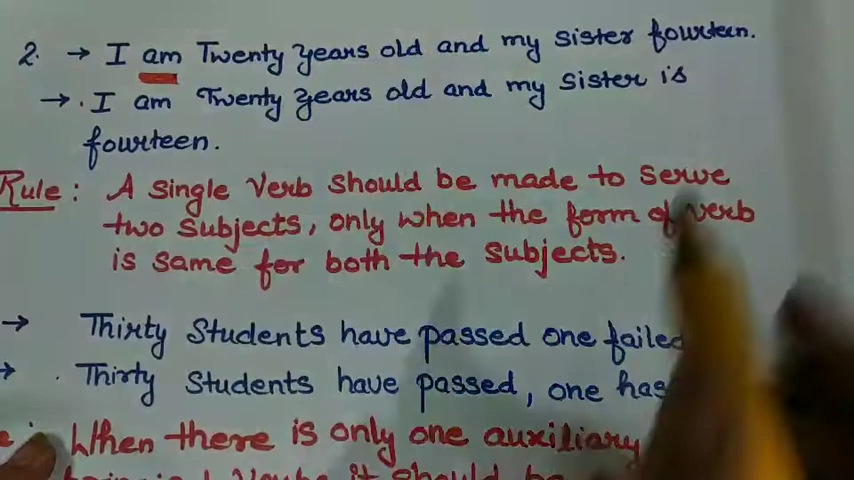 2. → I am Twenty years old and my sister fourteen.
→ . I am Twenty years old and my sister is
fourteen.
Rule : A single verb should be made to serve
two subjects, only when the form of verb
is same for both the subjects.
→ Thirty Students have passed one failed
→ . Thirty students have passed, one has
When there is only one auxiliary
it should be